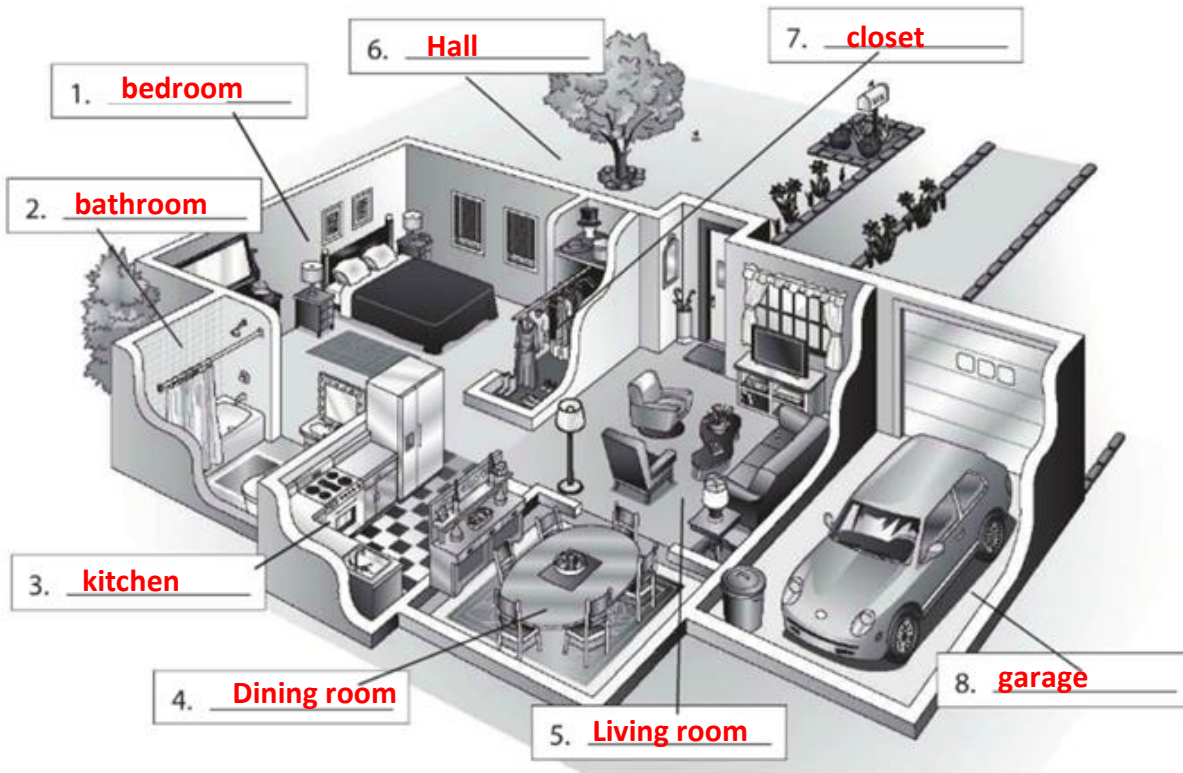 1. bedroom
2. bathroom
3. kitchen
4. Dining room
5. Living room
6. Hall
7. closet
8. garage